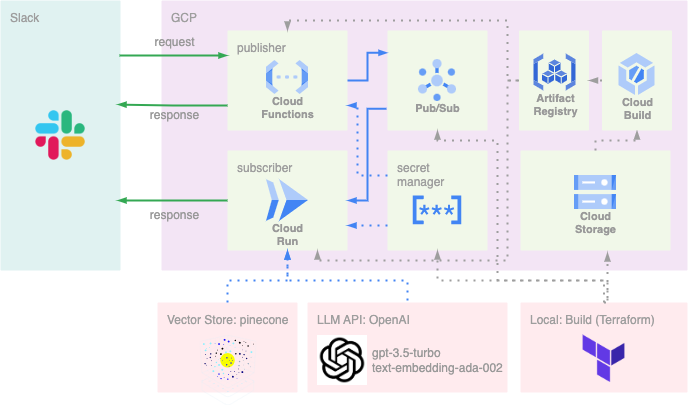 Slack
GCP
request
publisher
Cloud
Functions
Pub/Sub
Artifact
Registry
Cloud
Build
response
subscriber
Cloud
Run
secret
manager
[***]
Cloud
Storage
response
Vector Store: pinecone
LLM API: OpenAI
gpt-3.5-turbo
text-embedding-ada-002
Local: Build (Terraform)